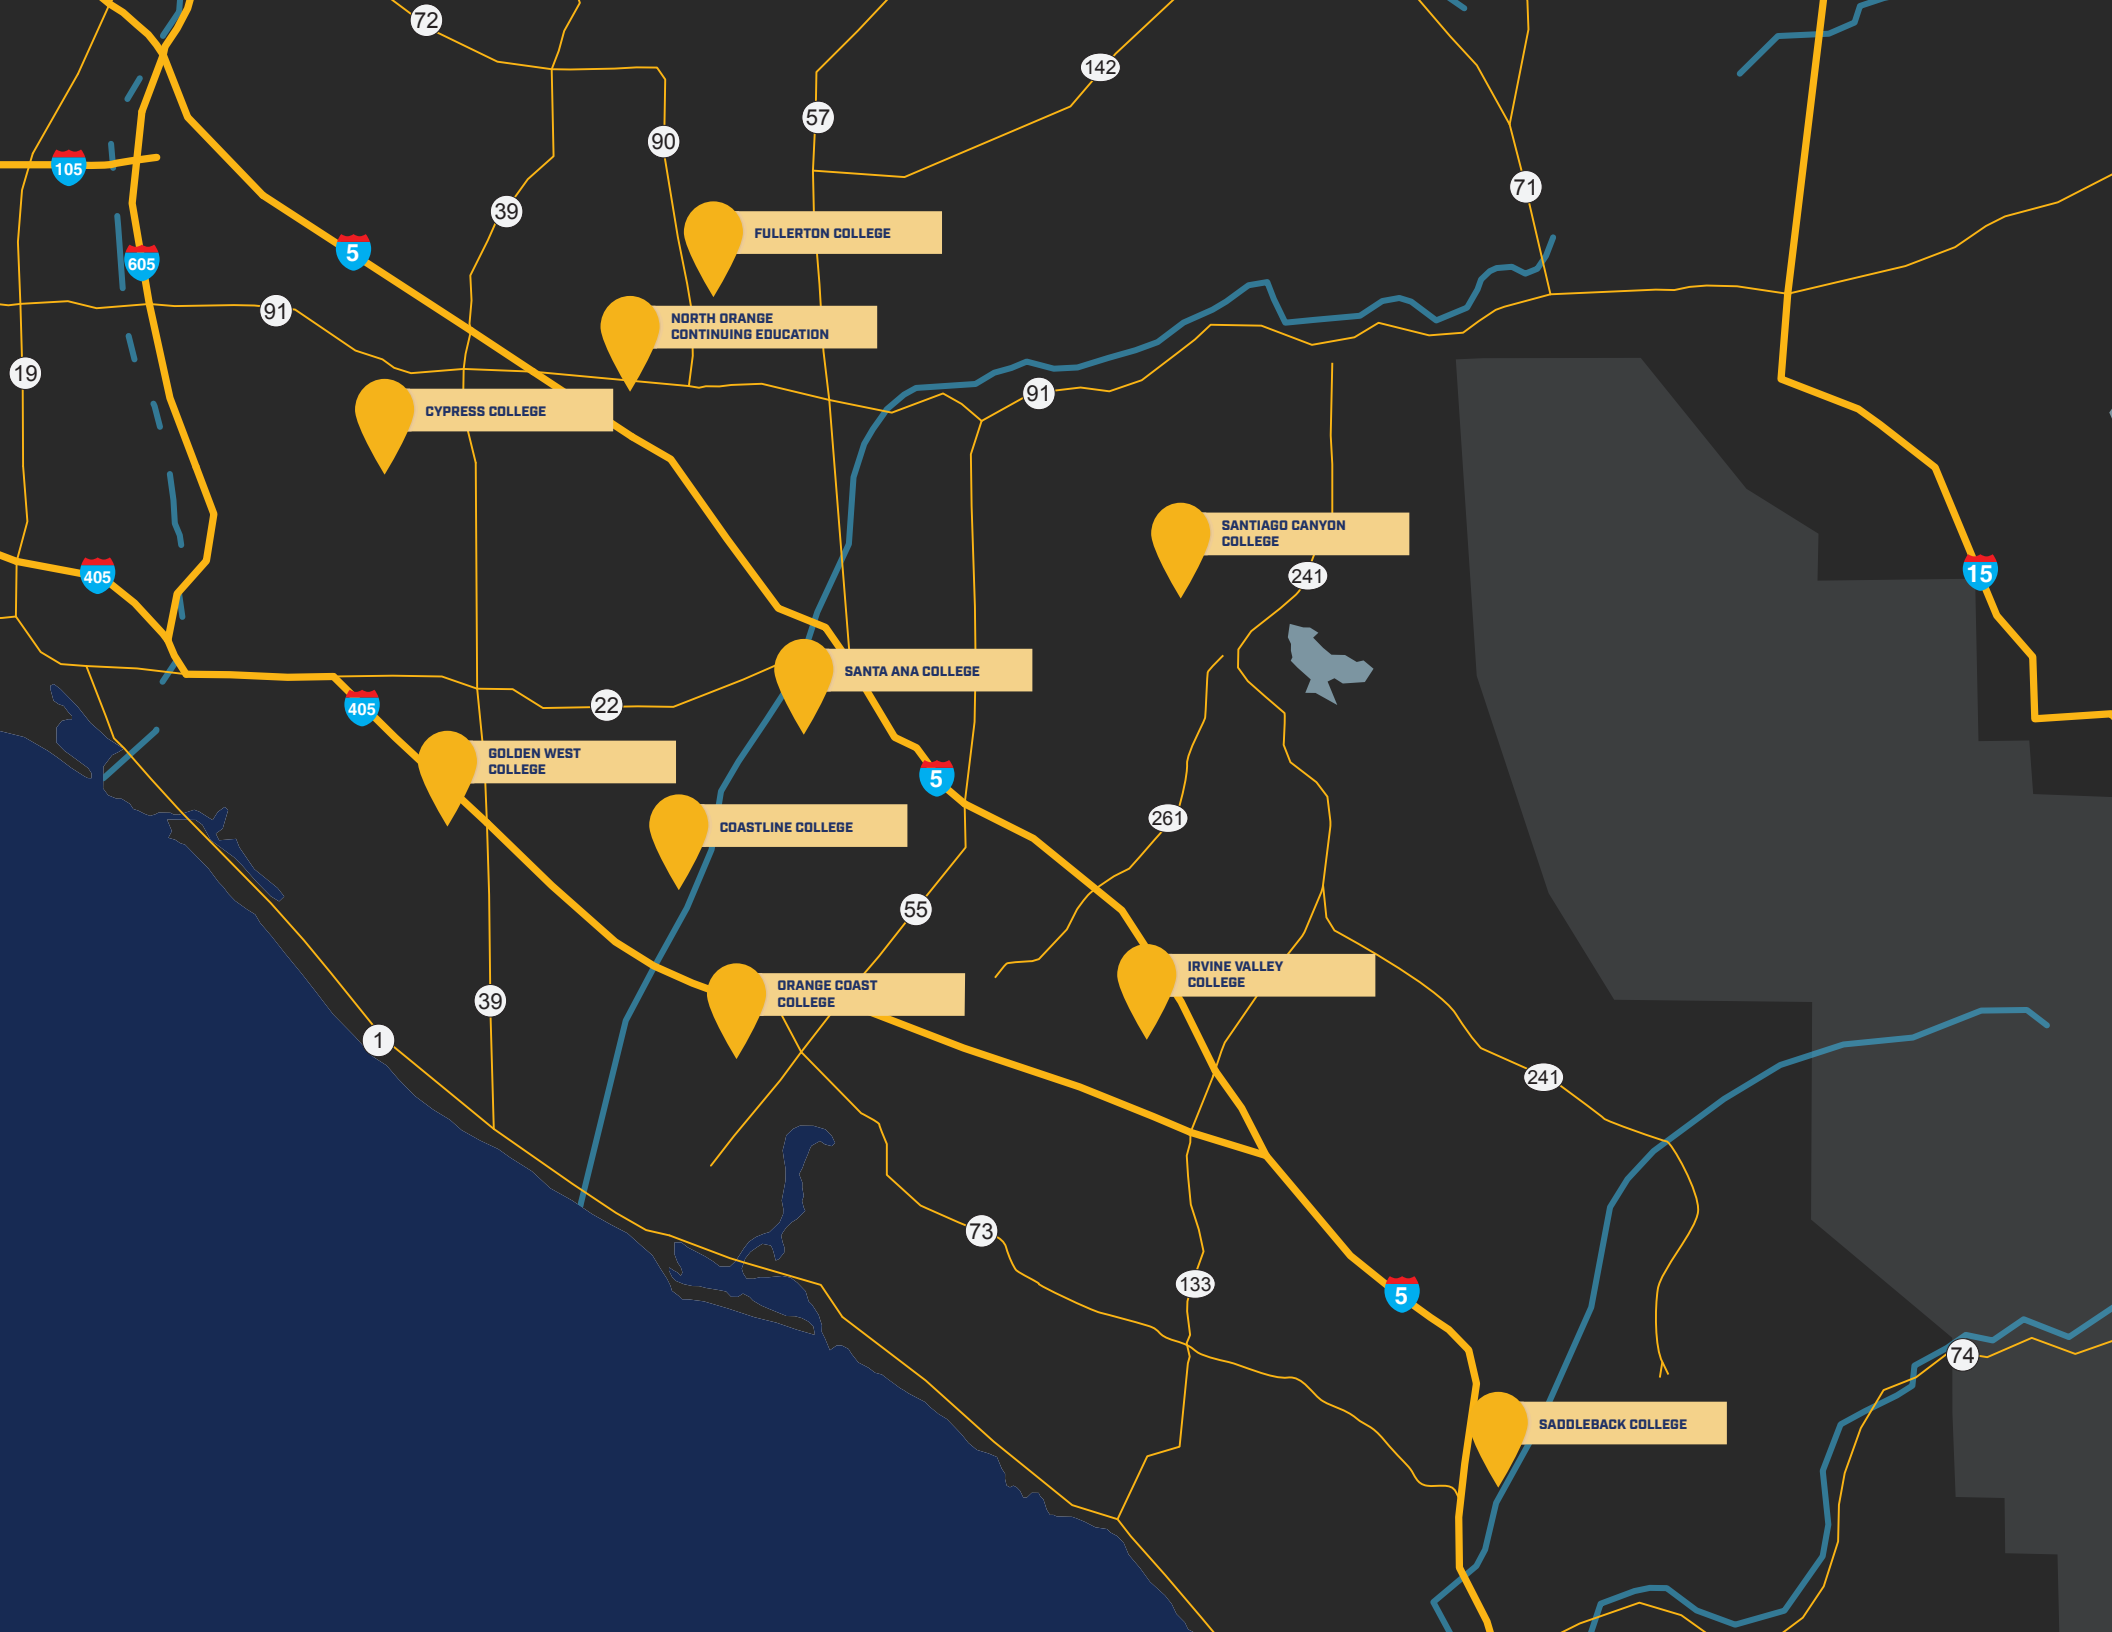 72
142
57
90
105
71
39
FULLERTON COLLEGE
5
605
91
NORTH ORANGE
CONTINUING EDUCATION
19
91
CYPRESS COLLEGE
SANTIAGO CANYON
COLLEGE
405
241
15
SANTA ANA COLLEGE
405
22
GOLDEN WEST
COLLEGE
5
261
COASTLINE COLLEGE
55
IRVINE VALLEY
COLLEGE
ORANGE COAST
COLLEGE
39
1
241
73
133
5
74
SADDLEBACK COLLEGE